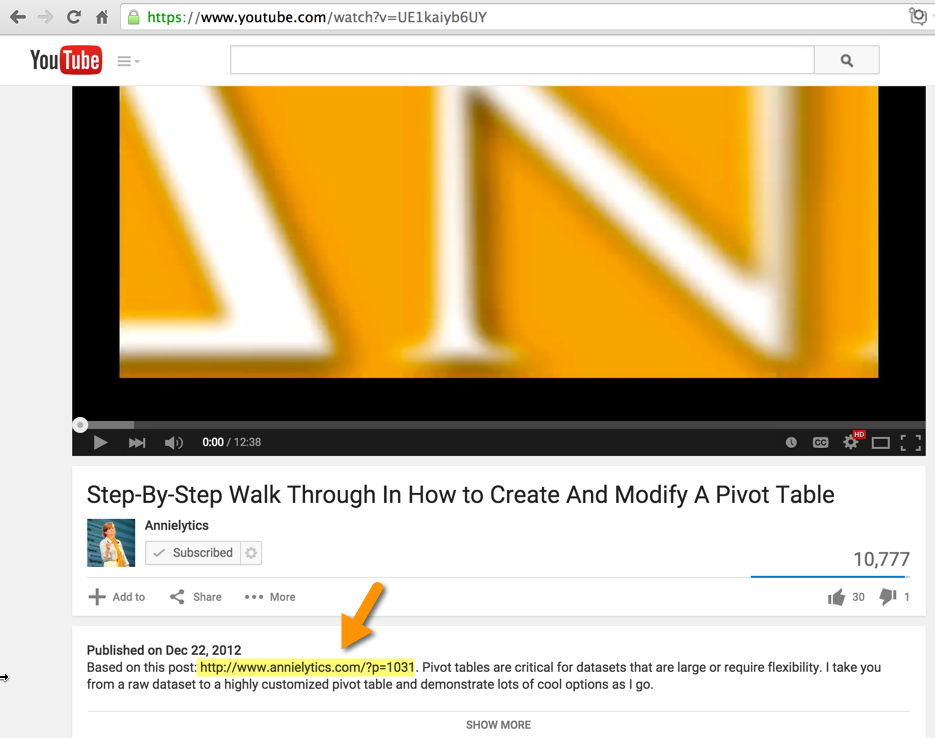 https://www.youtube.com/watch?v=UE1kaiyb6UY
YouTube
N
0:00 / 12:38
CC
HD
Step-By-Step Walk Through In How to Create And Modify A Pivot Table
Annielytics
Subscribed
10,777
Add to
Share
More
30
1
Published on Dec 22, 2012
Based on this post: http://www.annielytics.com/?p=1031. Pivot tables are critical for datasets that are large or require flexibility. I take you
from a raw dataset to a highly customized pivot table and demonstrate lots of cool options as I go.
SHOW MORE